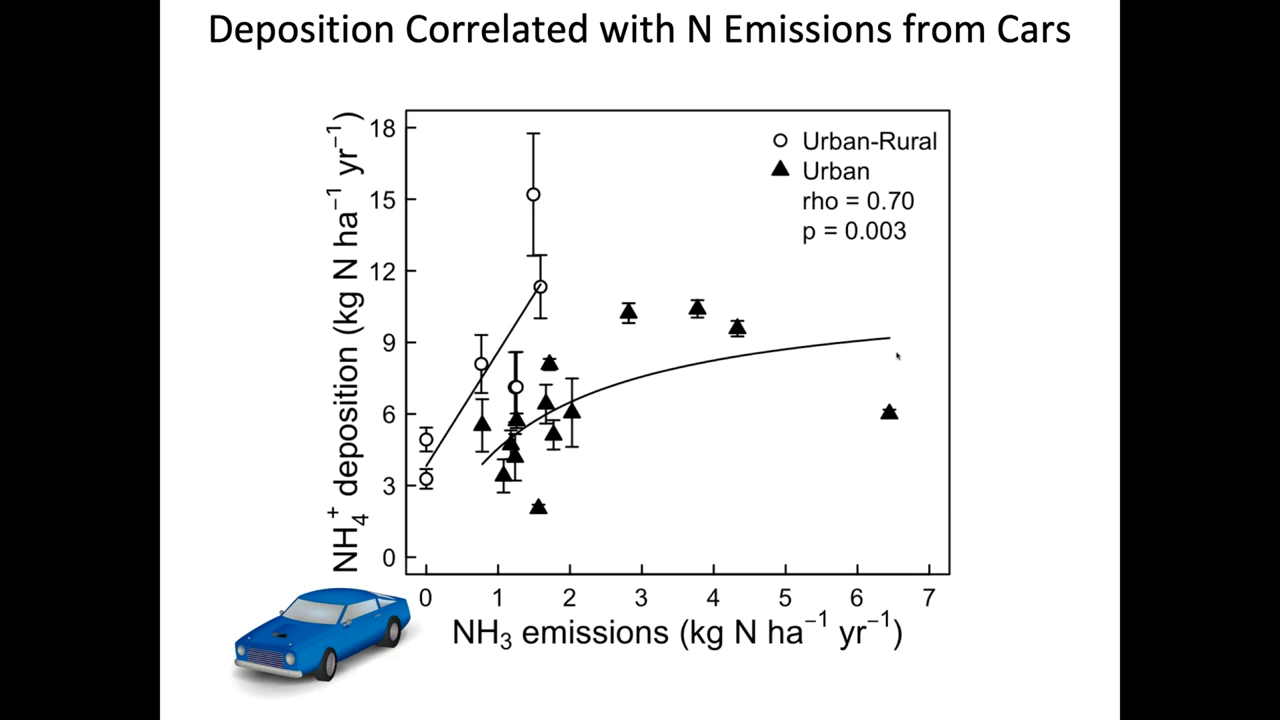 Deposition Correlated with N Emissions from Cars
NH₄⁺ deposition (kg N ha⁻¹ yr⁻¹)
18
15
12
9
6
3
0
Urban-Rural
Urban
rho = 0.70
p = 0.003
0 1 2 3 4 5 6 7
NH₃ emissions (kg N ha⁻¹ yr⁻¹)